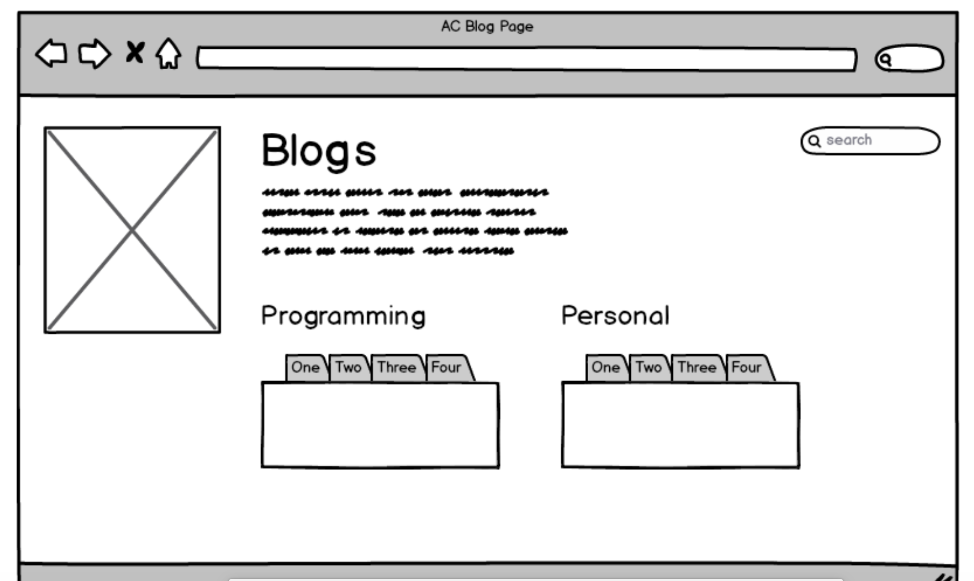 AC Blog Page
Blogs
search
Programming
Personal
One Two Three Four
One Two Three Four